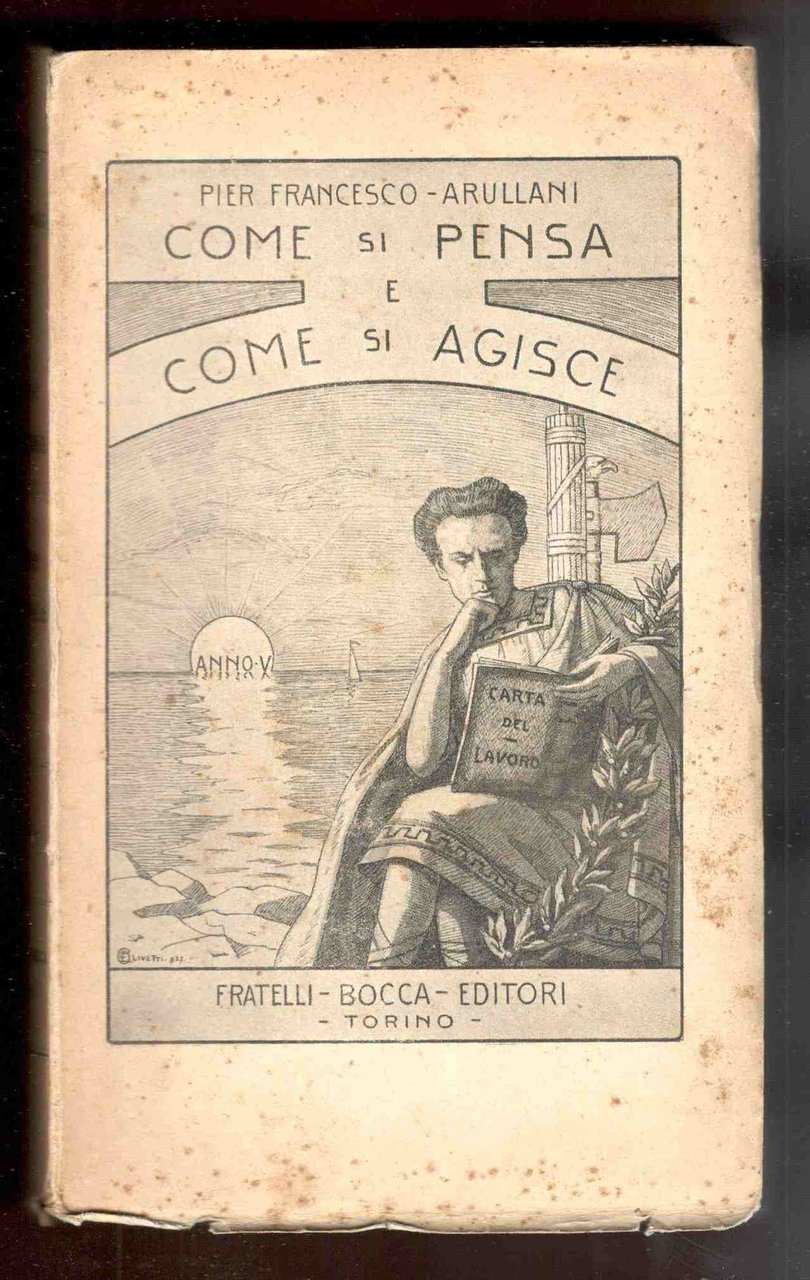 PIER FRANCESCO - ARULLANI
COME SI PENSA
E
COME SI AGISCE
ANNO·V
CARTA
DEL
LAVORO
FRATELLI - BOCCA - EDITORI
- TORINO -